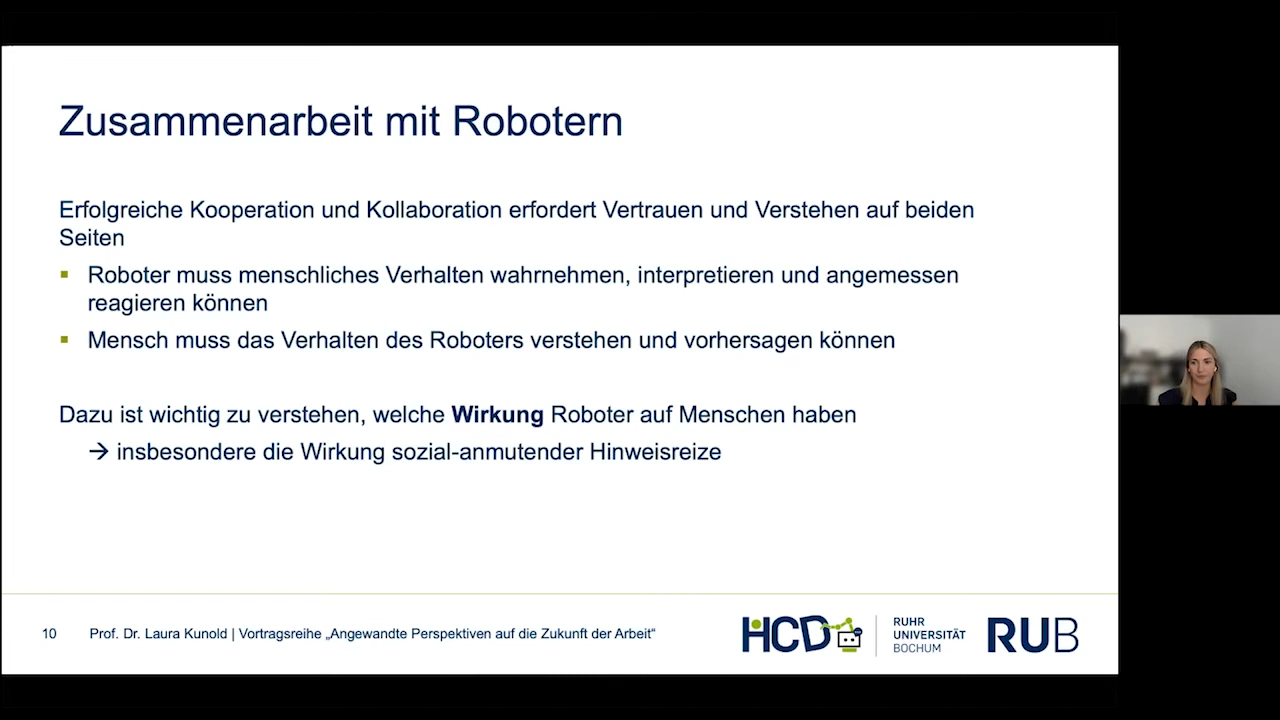 Zusammenarbeit mit Robotern
Erfolgreiche Kooperation und Kollaboration erfordert Vertrauen und Verstehen auf beiden
Seiten
▪ Roboter muss menschliches Verhalten wahrnehmen, interpretieren und angemessen
reagieren können
▪ Mensch muss das Verhalten des Roboters verstehen und vorhersagen können
Dazu ist wichtig zu verstehen, welche Wirkung Roboter auf Menschen haben
→ insbesondere die Wirkung sozial-anmutender Hinweisreize
10 Prof. Dr. Laura Kunold | Vortragsreihe „Angewandte Perspektiven auf die Zukunft der Arbeit“
HCD
RUHR
UNIVERSITÄT
BOCHUM
RUB